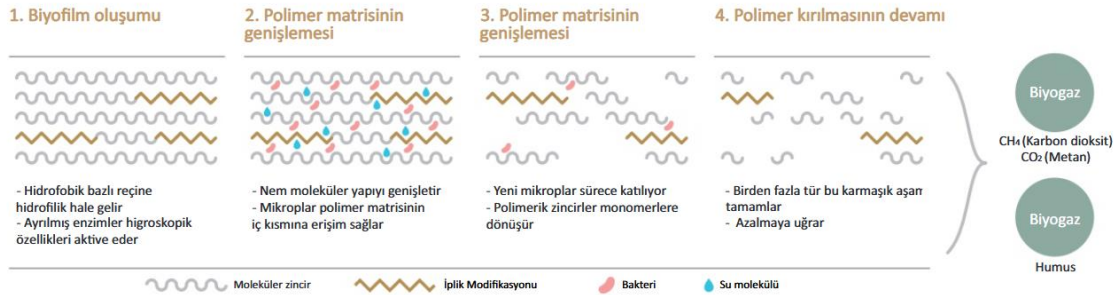 1. Biyofilm oluşumu
- Hidrofobik bazlı reçine
hidrofilik hale gelir
- Ayrılmış enzimler higroskopik
özellikleri aktive eder
2. Polimer matrisinin
genişlemesi
- Nem moleküler yapıyı genişletir
- Mikroplar polimer matrisinin
iç kısmına erişim sağlar
3. Polimer matrisinin
genişlemesi
- Yeni mikroplar sürece katılıyor
- Polimerik zincirler monomerlere
dönüşür
4. Polimer kırılmasının devamı
- Birden fazla tür bu karmaşık aşam
tamamlar
- Azalmaya uğrar
Biyogaz
CH₄ (Karbon dioksit)
CO₂ (Metan)
Biyogaz
Humus
Moleküler zincir
İplik Modifikasyonu
Bakteri
Su molekülü